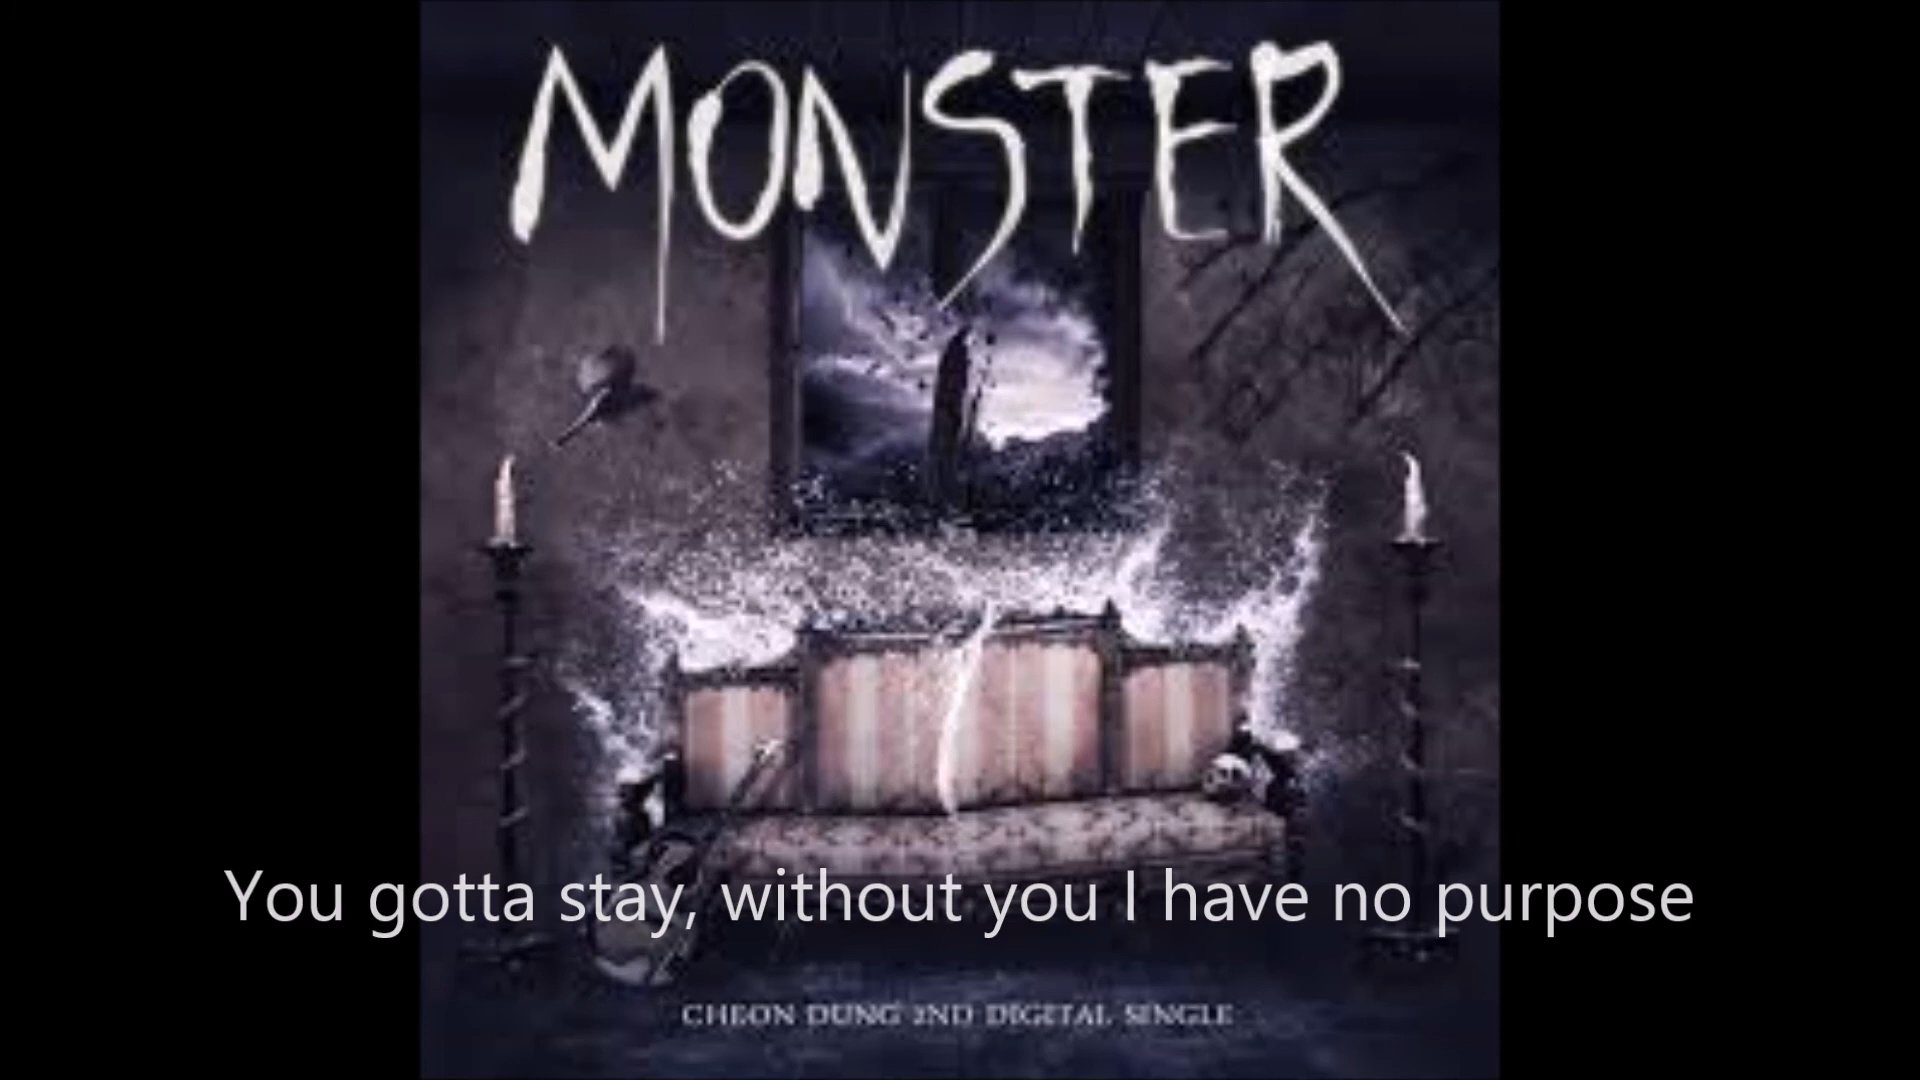 MONSTER
You gotta stay, without you I have no purpose
CHEON DUNG 2ND DIGITAL SINGLE